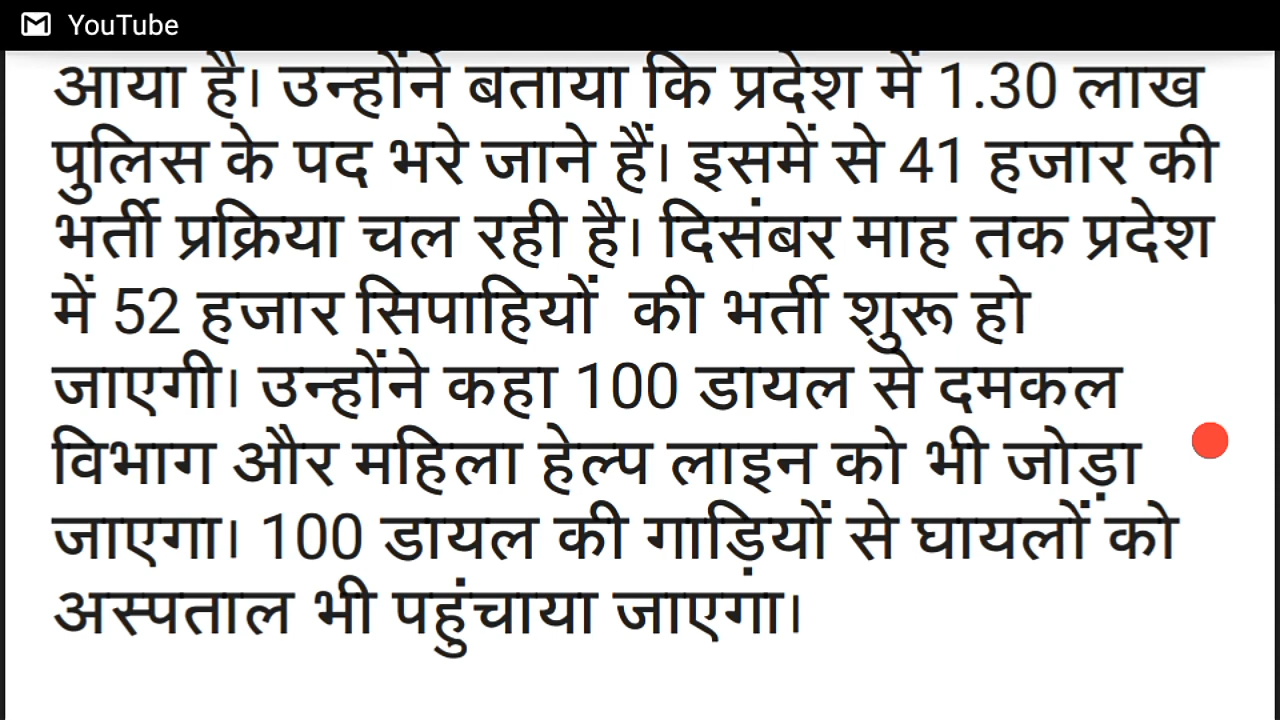 YouTube
आया है। उन्होंने बताया कि प्रदेश में 1.30 लाख
पुलिस के पद भरे जाने हैं। इसमें से 41 हजार की
भर्ती प्रक्रिया चल रही है। दिसंबर माह तक प्रदेश
में 52 हजार सिपाहियों की भर्ती शुरू हो
जाएगी। उन्होंने कहा 100 डायल से दमकल
विभाग और महिला हेल्प लाइन को भी जोड़ा
जाएगा। 100 डायल की गाड़ियों से घायलों को
अस्पताल भी पहुंचाया जाएगा।